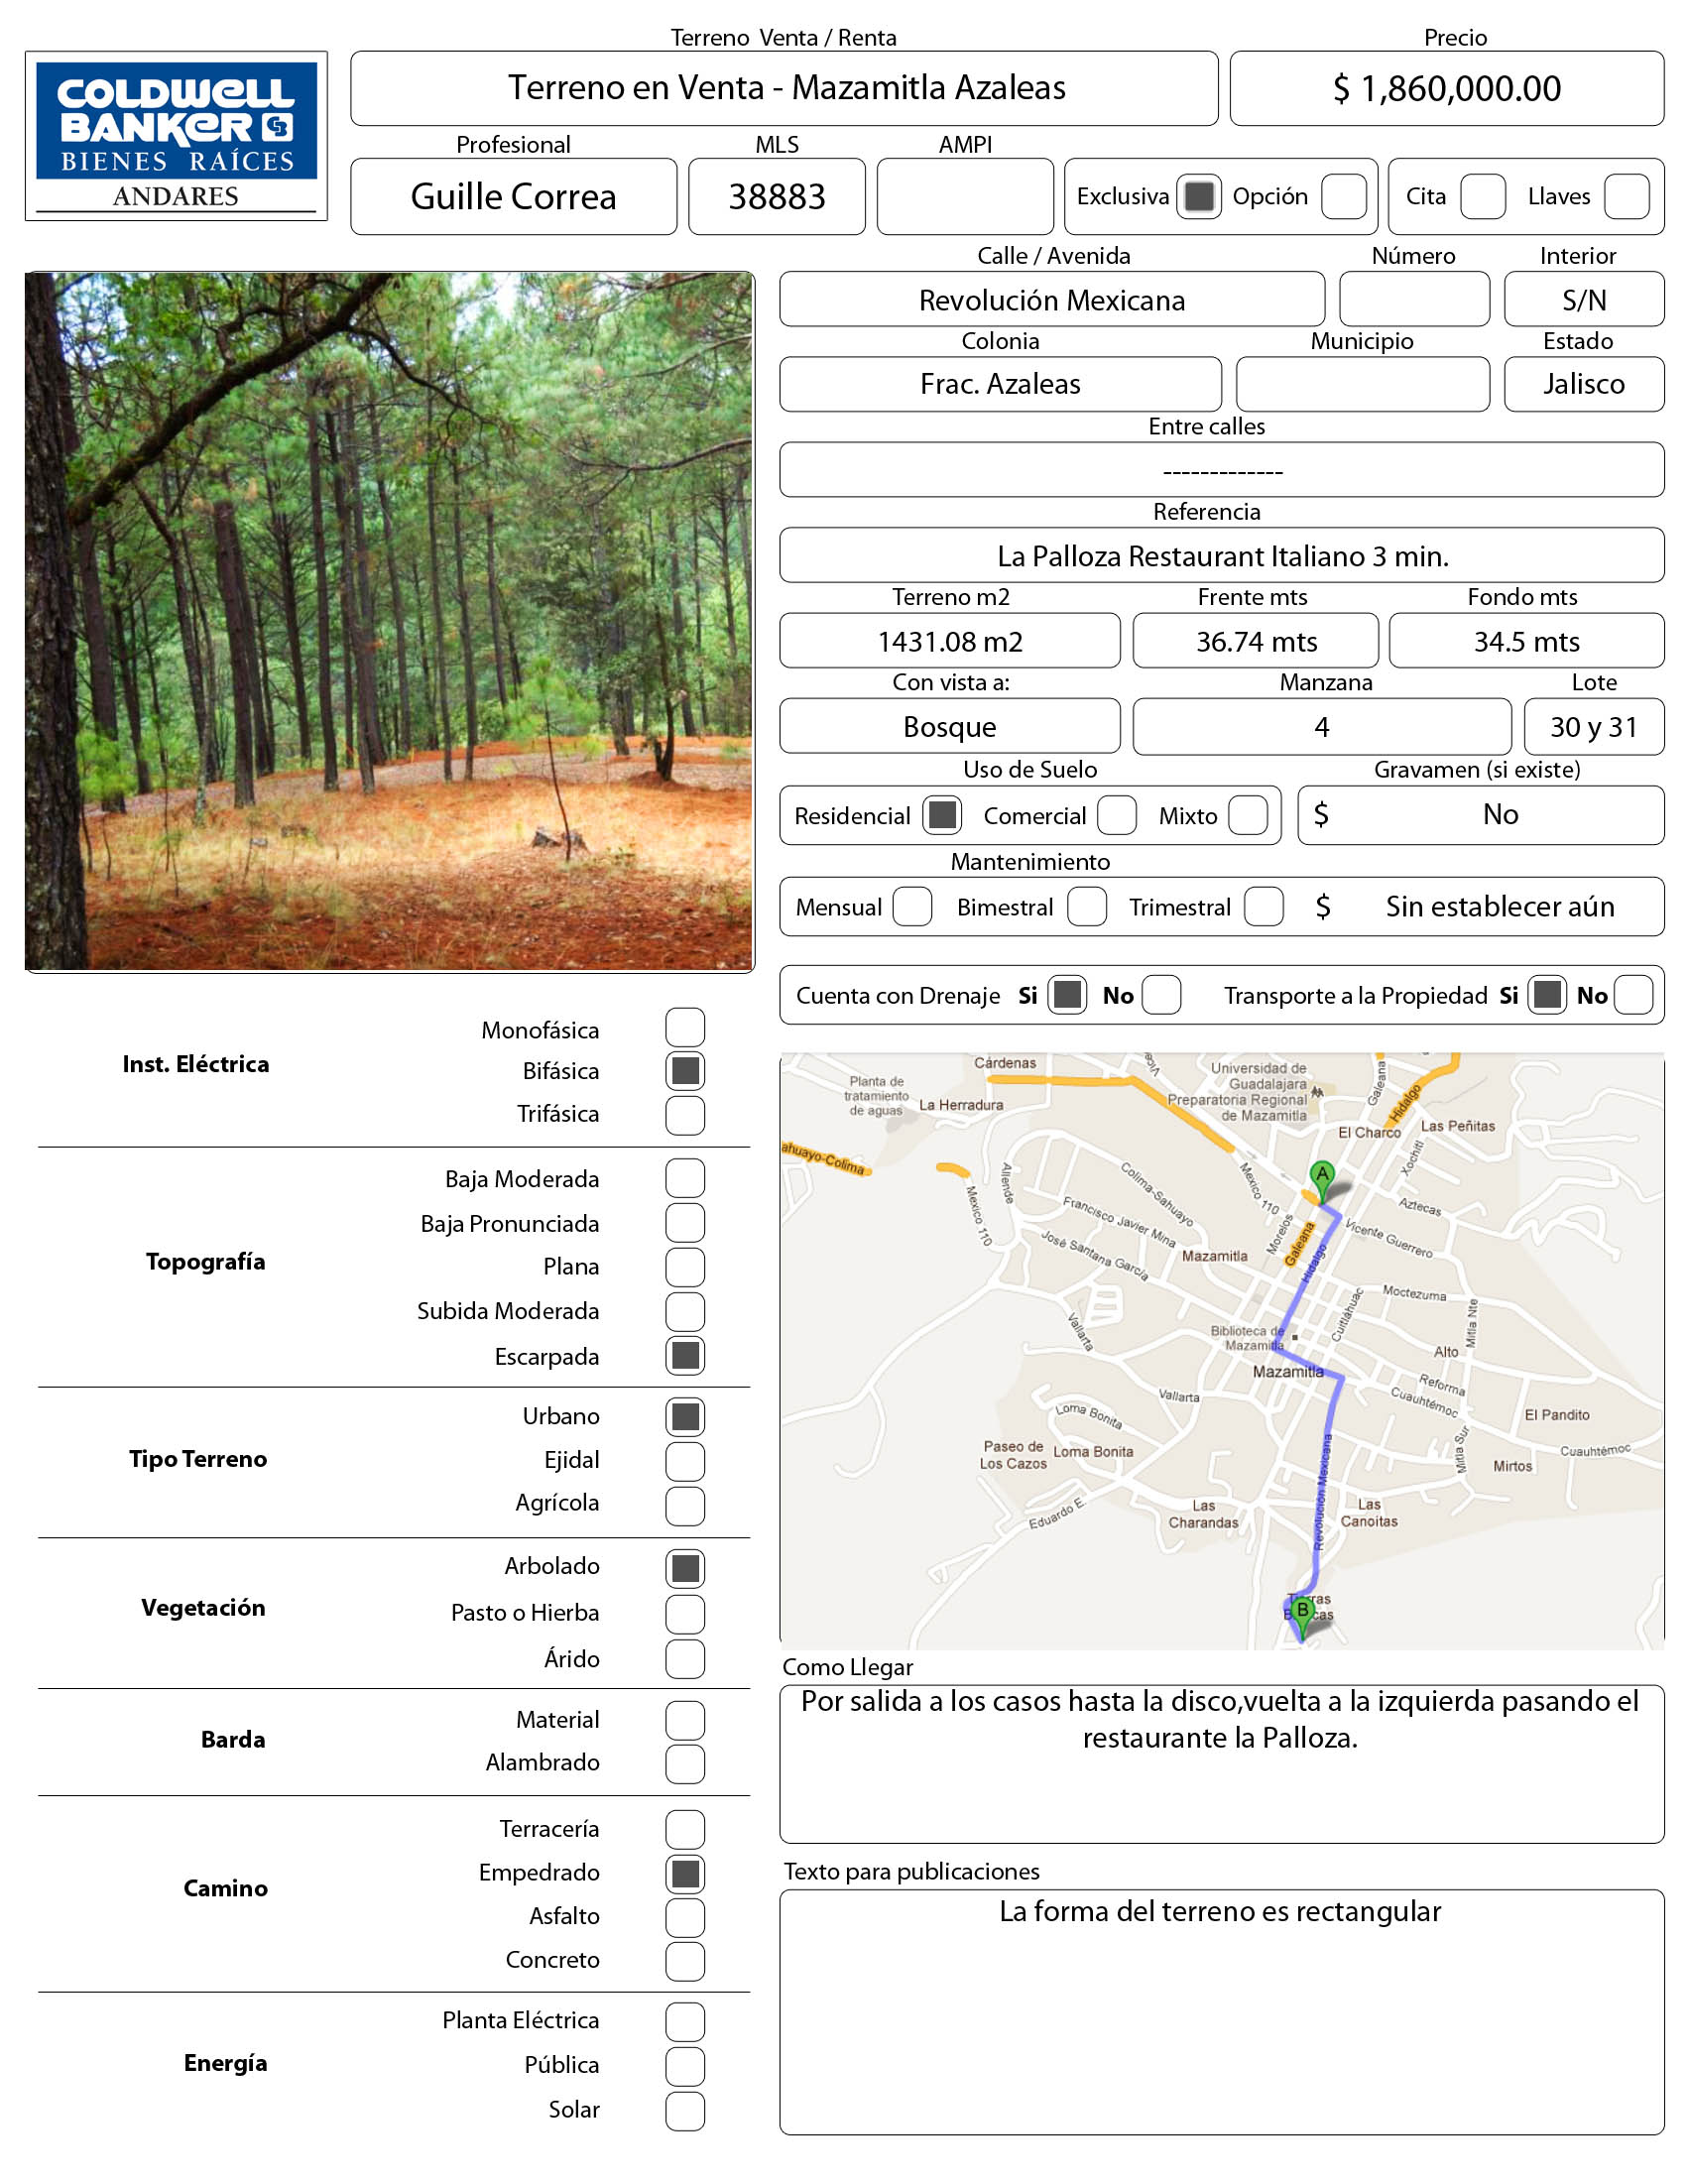 Terreno Venta / Renta
Precio
COLDWELL
BANKER CB
BIENES RAÍCES
ANDARES
Terreno en Venta - Mazamitla Azaleas
$ 1,860,000.00
Profesional
MLS
AMPI
Guille Correa
38883
Exclusiva
Opción
Cita
Llaves
Calle / Avenida
Número
Interior
Revolución Mexicana
S/N
Colonia
Municipio
Estado
Frac. Azaleas
Jalisco
Entre calles
-------------
Referencia
La Palloza Restaurant Italiano 3 min.
Terreno m2
Frente mts
Fondo mts
1431.08 m2
36.74 mts
34.5 mts
Con vista a:
Manzana
Lote
Bosque
4
30 y 31
Uso de Suelo
Gravamen (si existe)
Residencial
Comercial
Mixto
$
No
Mantenimiento
Mensual
Bimestral
Trimestral
$
Sin establecer aún
Cuenta con Drenaje Si No
Transporte a la Propiedad Si No
Inst. Eléctrica
Monofásica
Bifásica
Trifásica
Topografía
Baja Moderada
Baja Pronunciada
Plana
Subida Moderada
Escarpada
Tipo Terreno
Urbano
Ejidal
Agrícola
Vegetación
Arbolado
Pasto o Hierba
Árido
Barda
Material
Alambrado
Camino
Terracería
Empedrado
Asfalto
Concreto
Energía
Planta Eléctrica
Pública
Solar
Cárdenas
Planta de
tratamiento
de aguas
La Herradura
Universidad de
Guadalajara
Preparatoria Regional
de Mazamitla
Galeana
Hidalgo
El Charco
Las Peñitas
Xochitl
ahuayo-Colima
Allende
Mexico 110
Colima-Sahuayo
Mexico 110
A
Aztecas
Francisco Javier Mina
Morelos
Galeana
Hidalgo
Vicente Guerrero
José Santana García
Mazamitla
Moctezuma
Vallarta
Cuitláhuac
Mitla Nte
Biblioteca de
Mazamitla
Alto
Mazamitla
Reforma
Vallarta
Cuauhtémoc
Loma Bonita
El Pandito
Paseo de
Los Cazos
Loma Bonita
Revolución Mexicana
Mitla Sur
Cuauhtémoc
Mirtos
Eduardo E
Las
Charandas
Las
Canoitas
B
Como Llegar
Por salida a los casos hasta la disco,vuelta a la izquierda pasando el
restaurante la Palloza.
Texto para publicaciones
La forma del terreno es rectangular